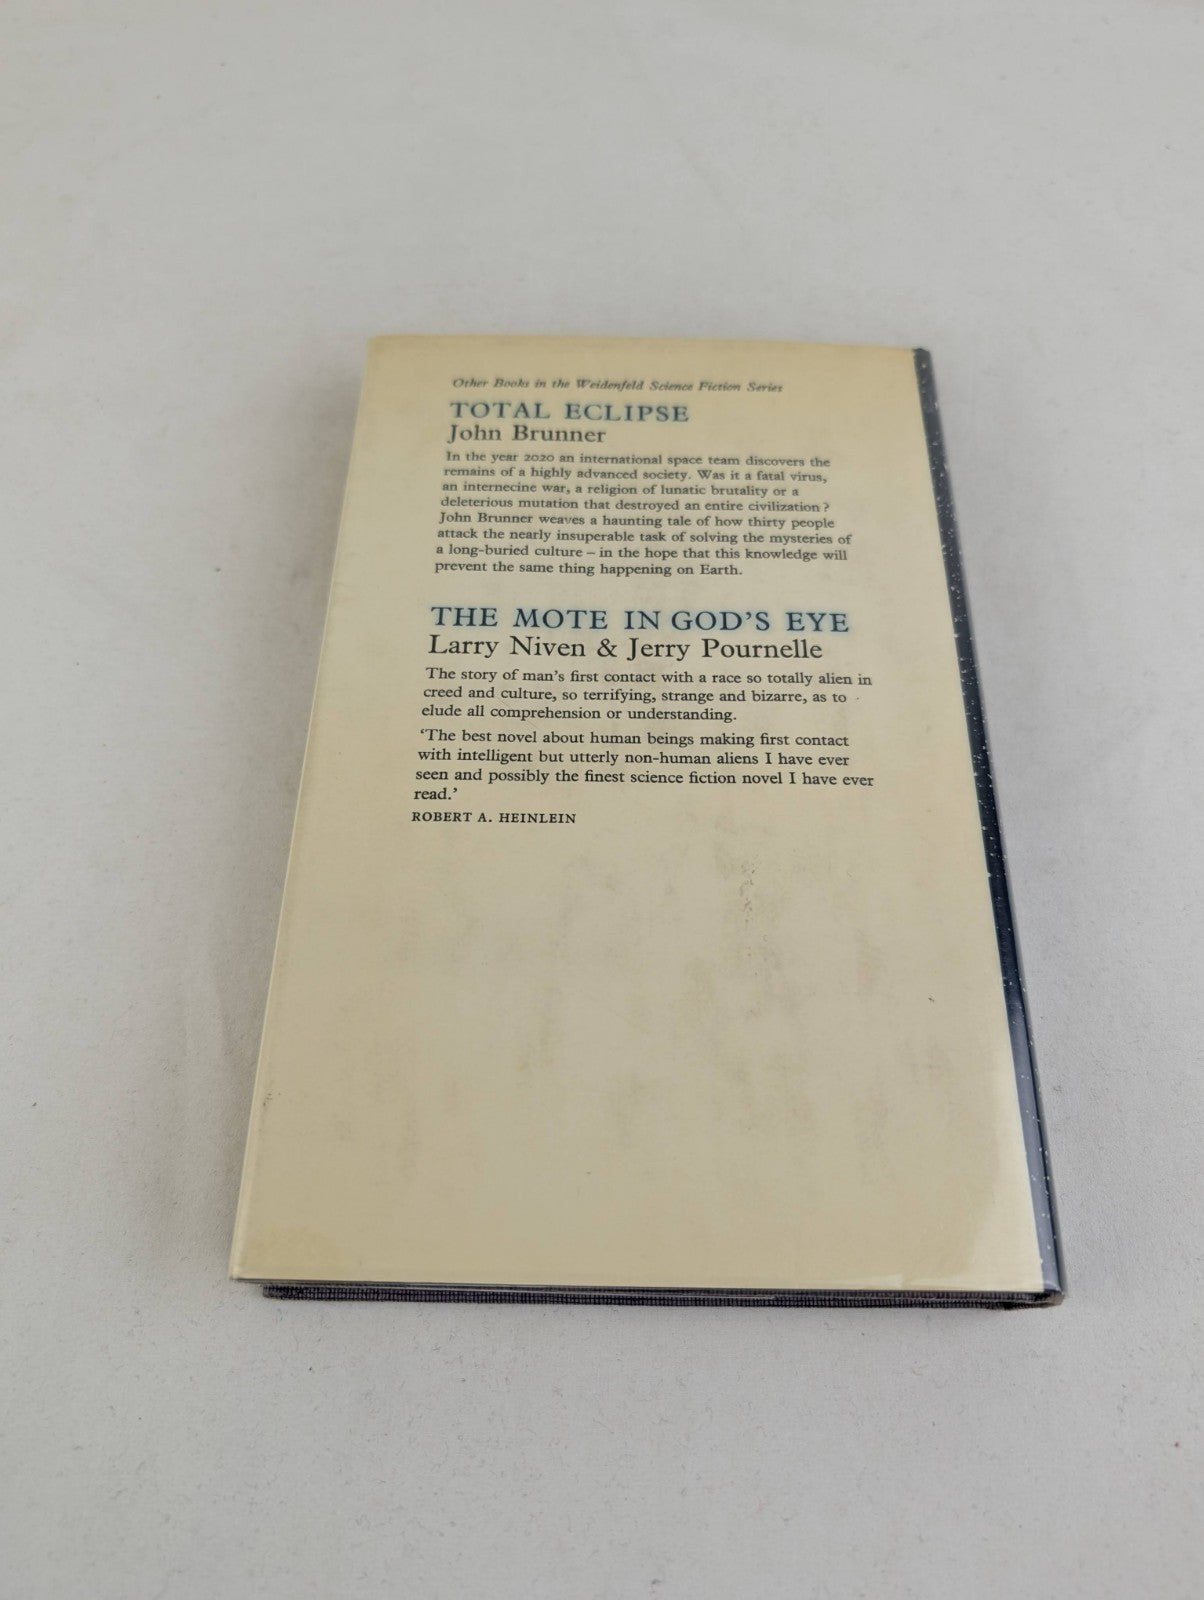 Other Books in the Weidenfeld Science Fiction Series
TOTAL ECLIPSE
John Brunner
In the year 2020 an international space team discovers the
remains of a highly advanced society. Was it a fatal virus,
an internecine war, a religion of lunatic brutality or a
deleterious mutation that destroyed an entire civilization?
John Brunner weaves a haunting tale of how thirty people
attack the nearly insuperable task of solving the mysteries of
a long-buried culture – in the hope that this knowledge will
prevent the same thing happening on Earth.
THE MOTE IN GOD'S EYE
Larry Niven & Jerry Pournelle
The story of man's first contact with a race so totally alien in
creed and culture, so terrifying, strange and bizarre, as to
elude all comprehension or understanding.
'The best novel about human beings making first contact
with intelligent but utterly non-human aliens I have ever
seen and possibly the finest science fiction novel I have ever
read.'
ROBERT A. HEINLEIN